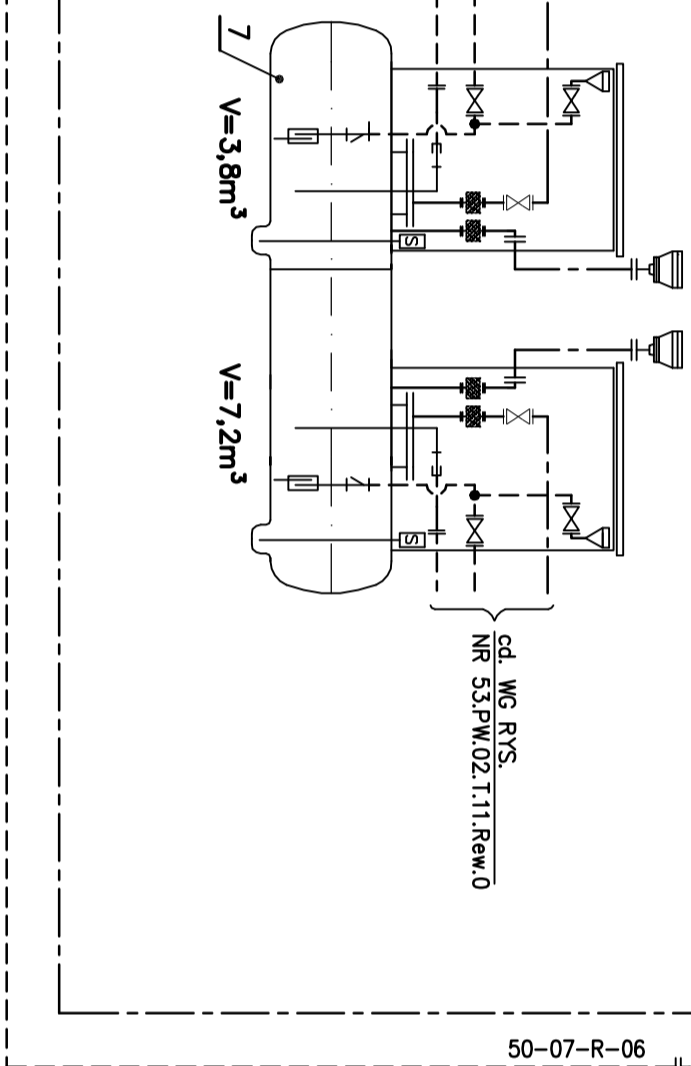 7
V=3,8m³
S
V=7,2m³
S
cd. WG RYS.
NR 53.PW.02.T.11.Rew.0
50-07-R-06